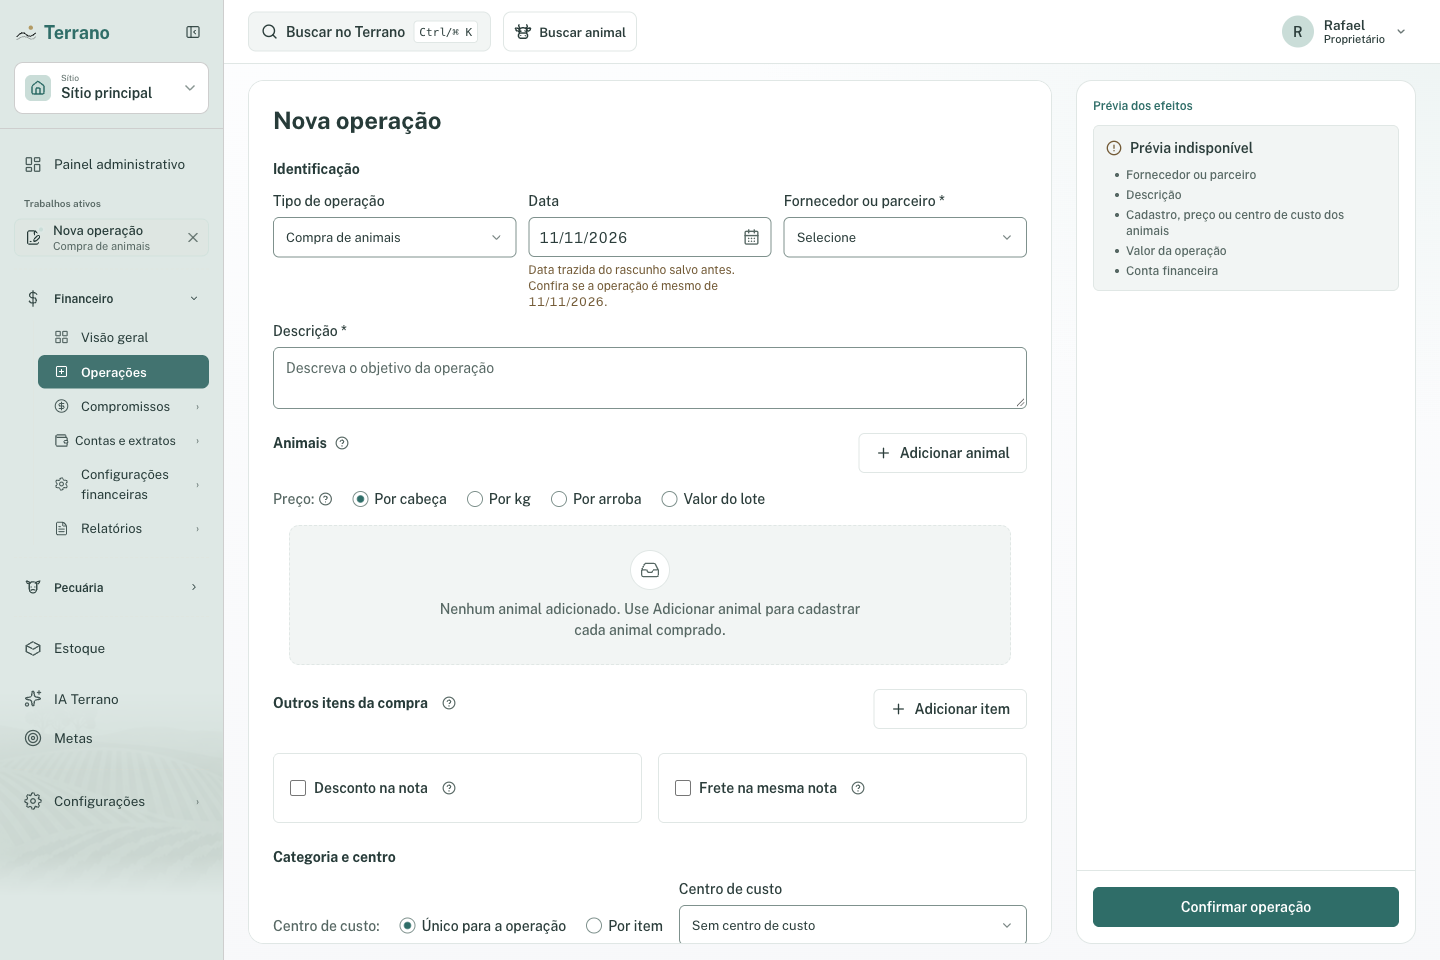 Terrano
Sítio
Sítio principal
Painel administrativo
Trabalhos ativos
Nova operação
Compra de animais
Financeiro
Visão geral
Operações
Compromissos
Contas e extratos
Configurações
financeiras
Relatórios
Pecuária
Estoque
IA Terrano
Metas
Configurações
Buscar no Terrano Ctrl/⌘ K
Buscar animal
R
Rafael
Proprietário
Nova operação
Identificação
Tipo de operação
Compra de animais
Data
11/11/2026
Data trazida do rascunho salvo antes.
Confira se a operação é mesmo de
11/11/2026.
Fornecedor ou parceiro *
Selecione
Descrição *
Descreva o objetivo da operação
Animais
Adicionar animal
Preço: Por cabeça Por kg Por arroba Valor do lote
Nenhum animal adicionado. Use Adicionar animal para cadastrar
cada animal comprado.
Outros itens da compra
Adicionar item
Desconto na nota
Frete na mesma nota
Categoria e centro
Centro de custo: Único para a operação Por item
Centro de custo
Sem centro de custo
Prévia dos efeitos
Prévia indisponível
Fornecedor ou parceiro
Descrição
Cadastro, preço ou centro de custo dos
animais
Valor da operação
Conta financeira
Confirmar operação